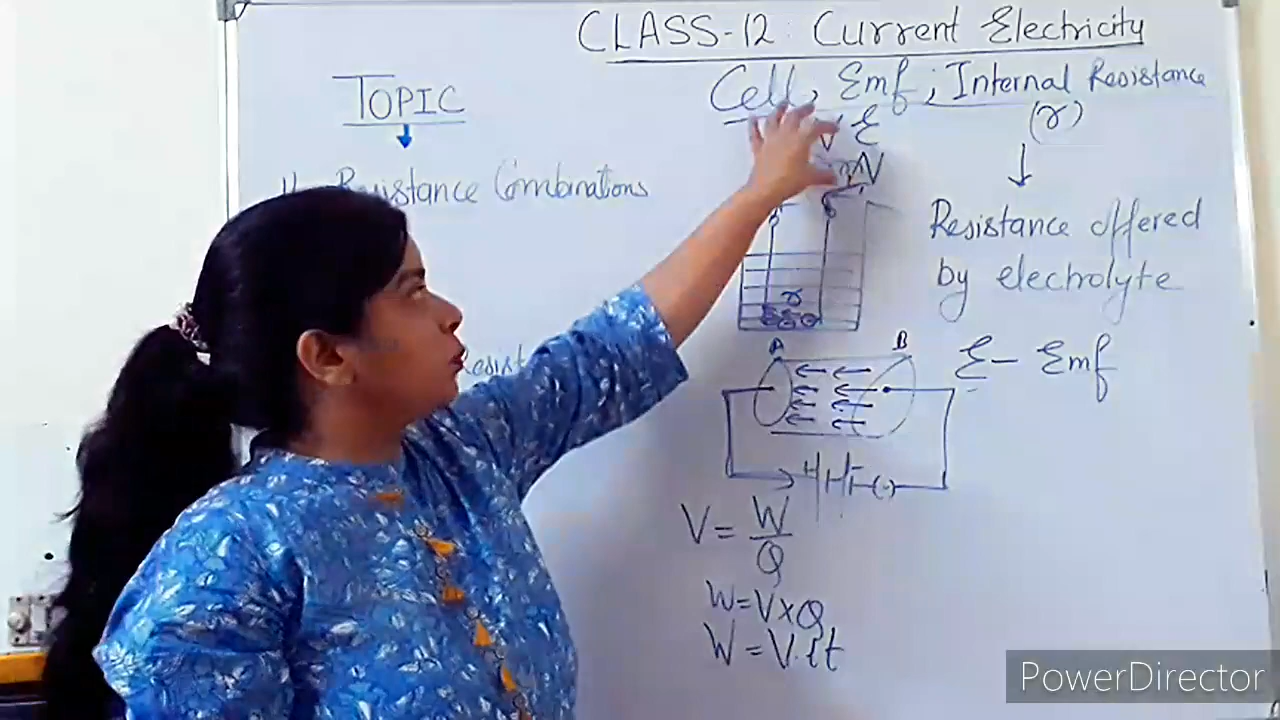 CLASS-12: Current Electricity
TOPIC
Cell, Emf; Internal Resistance
(r)
V ε
Resistance Combinations
Resistance offered
by electrolyte
r
A B
ε - Emf
(-)
V = W/Q
W = V×Q
W = V.it
PowerDirector